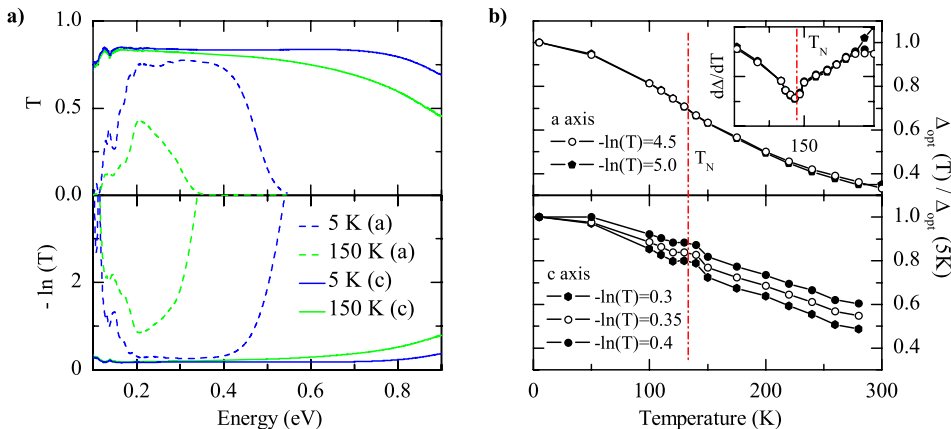 a)
T
1.0
0.5
0.0
- ln (T)
2
0
0.2
0.4
0.6
0.8
Energy (eV)
5 K (a)
150 K (a)
5 K (c)
150 K (c)
b)
dΔ/dT
T_N
150
a axis
-ln(T)=4.5
-ln(T)=5.0
T_N
1.0
0.8
0.6
0.4
c axis
-ln(T)=0.3
-ln(T)=0.35
-ln(T)=0.4
1.0
0.8
0.6
0.4
0
100
200
300
Temperature (K)
Δ_opt (T) / Δ_opt (5K)